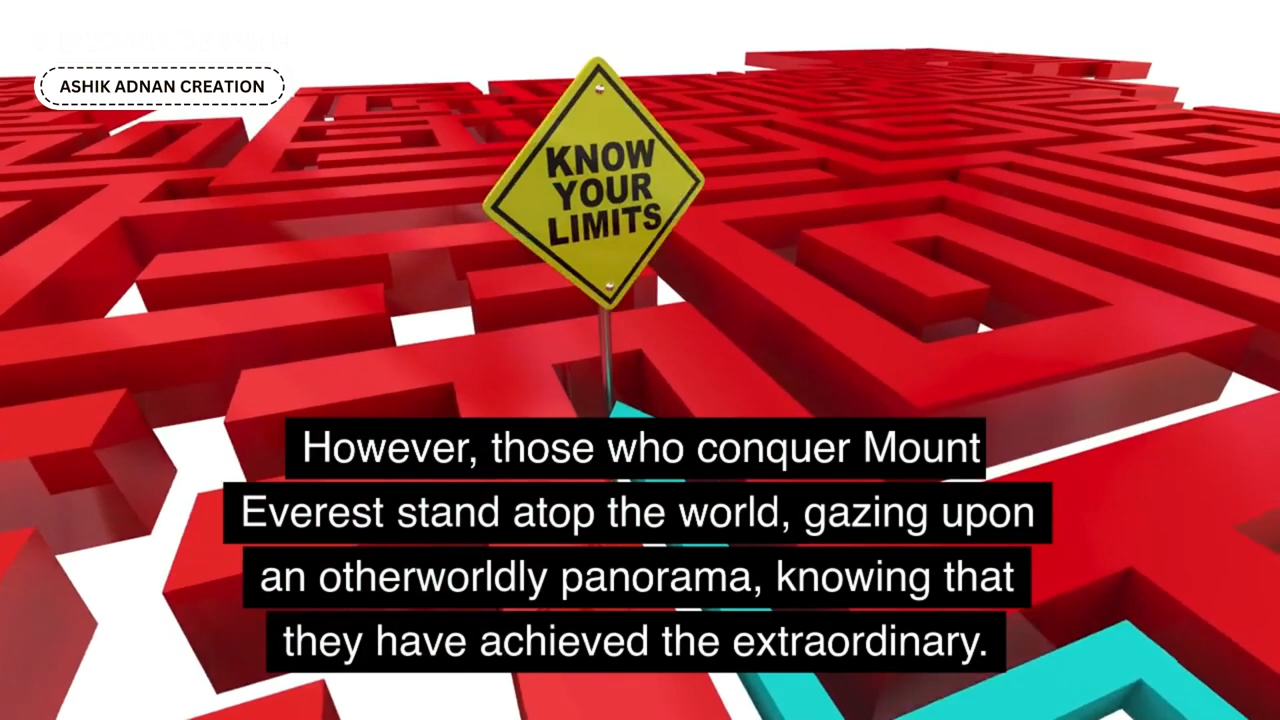 ASHIK ADNAN CREATION
KNOW
YOUR
LIMITS
However, those who conquer Mount
Everest stand atop the world, gazing upon
an otherworldly panorama, knowing that
they have achieved the extraordinary.